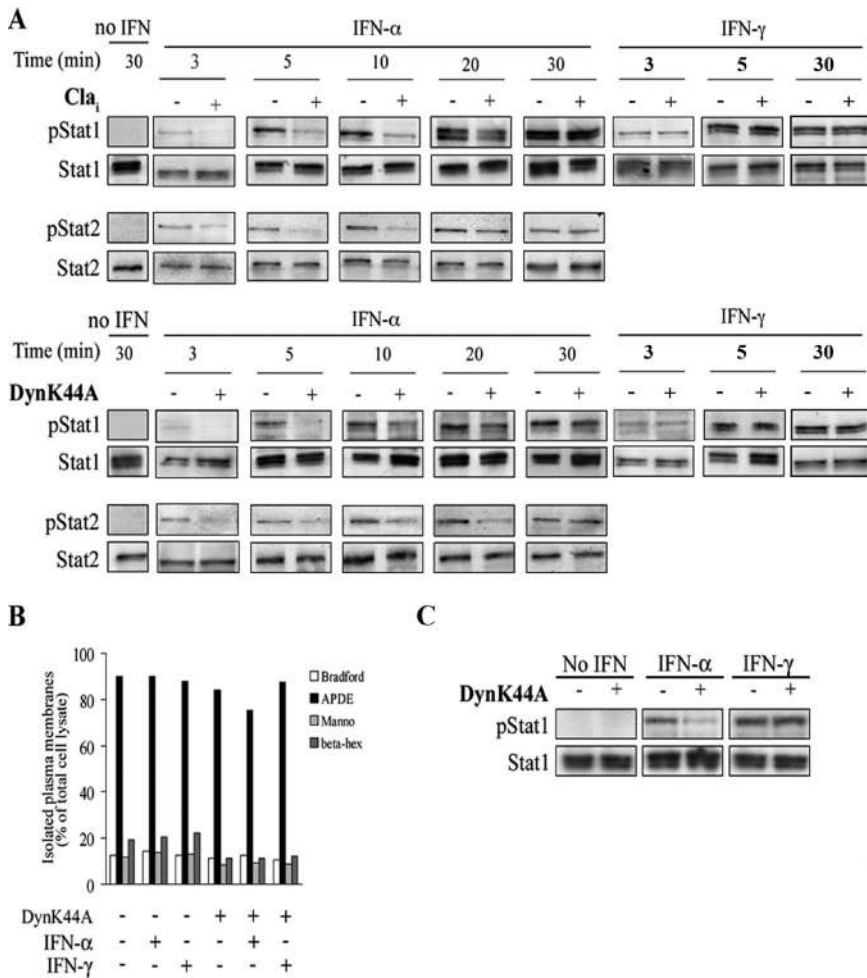 A
no IFN IFN-α IFN-γ
Time (min) 30 3 5 10 20 30 3 5 30
Cla_i - + - + - + - + - + - + - + - +
pStat1
Stat1
pStat2
Stat2
no IFN IFN-α IFN-γ
Time (min) 30 3 5 10 20 30 3 5 30
DynK44A - + - + - + - + - + - + - + - +
pStat1
Stat1
pStat2
Stat2
B
Isolated plasma membranes
(% of total cell lysate)
100
80
60
40
20
0
Bradford
APDE
Manno
beta-hex
DynK44A - - - + + +
IFN-α - + - - + -
IFN-γ - - + - - +
C
No IFN IFN-α IFN-γ
DynK44A - + - + - +
pStat1
Stat1